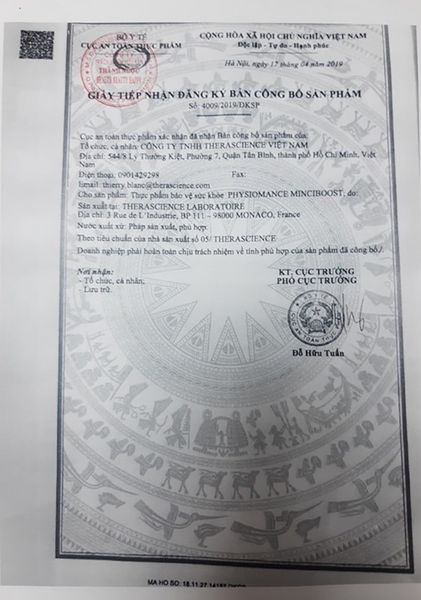 BỘ Y TẾ
CỤC AN TOÀN THỰC PHẨM
CỘNG HÒA XÃ HỘI CHỦ NGHĨA VIỆT NAM
Độc lập - Tự do - Hạnh phúc
Hà Nội, ngày 17 tháng 04 năm 2019
GIẤY TIẾP NHẬN ĐĂNG KÝ BẢN CÔNG BỐ SẢN PHẨM
Số: 4009/2019/ĐKSP
Cục an toàn thực phẩm xác nhận đã nhận Bản công bố sản phẩm của:
Tổ chức, cá nhân: CÔNG TY TNHH THERASCIENCE VIỆT NAM
Địa chỉ: 544/8 Lý Thường Kiệt, Phường 7, Quận Tân Bình, thành phố Hồ Chí Minh, Việt
Nam
Điện thoại: 0901429298 Fax:
Email: thierry.blanc@therascience.com
Cho sản phẩm: Thực phẩm bảo vệ sức khỏe PHYSIOMANCE MINCIBOOST, do:
Sản xuất tại: THERASCIENCE LABORATOIRE
Địa chỉ: 3 Rue de L'Industrie, BP 111 – 98000 MONACO, France
Nước xuất xứ: Pháp sản xuất, phù hợp:
Theo tiêu chuẩn của nhà sản xuất số 05/ THERASCIENCE
Doanh nghiệp phải hoàn toàn chịu trách nhiệm về tính phù hợp của sản phẩm đã công bố./.
Nơi nhận:
- Tổ chức, cá nhân;
- Lưu trữ.
KT. CỤC TRƯỞNG
PHÓ CỤC TRƯỞNG
Đỗ Hữu Tuấn